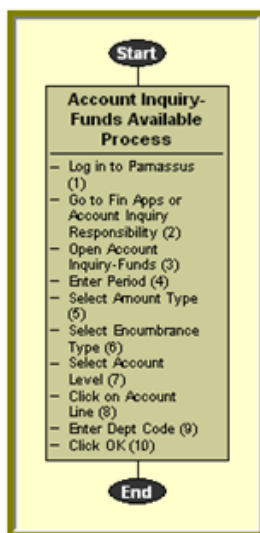 Start
Account Inquiry-
Funds Available
Process
– Log in to Parnassus
(1)
– Go to Fin Apps or
Account Inquiry
Responsibility (2)
– Open Account
Inquiry-Funds (3)
– Enter Period (4)
– Select Amount Type
(5)
– Select Encumbrance
Type (6)
– Select Account
Level (7)
– Click on Account
Line (8)
– Enter Dept Code (9)
– Click OK (10)
End